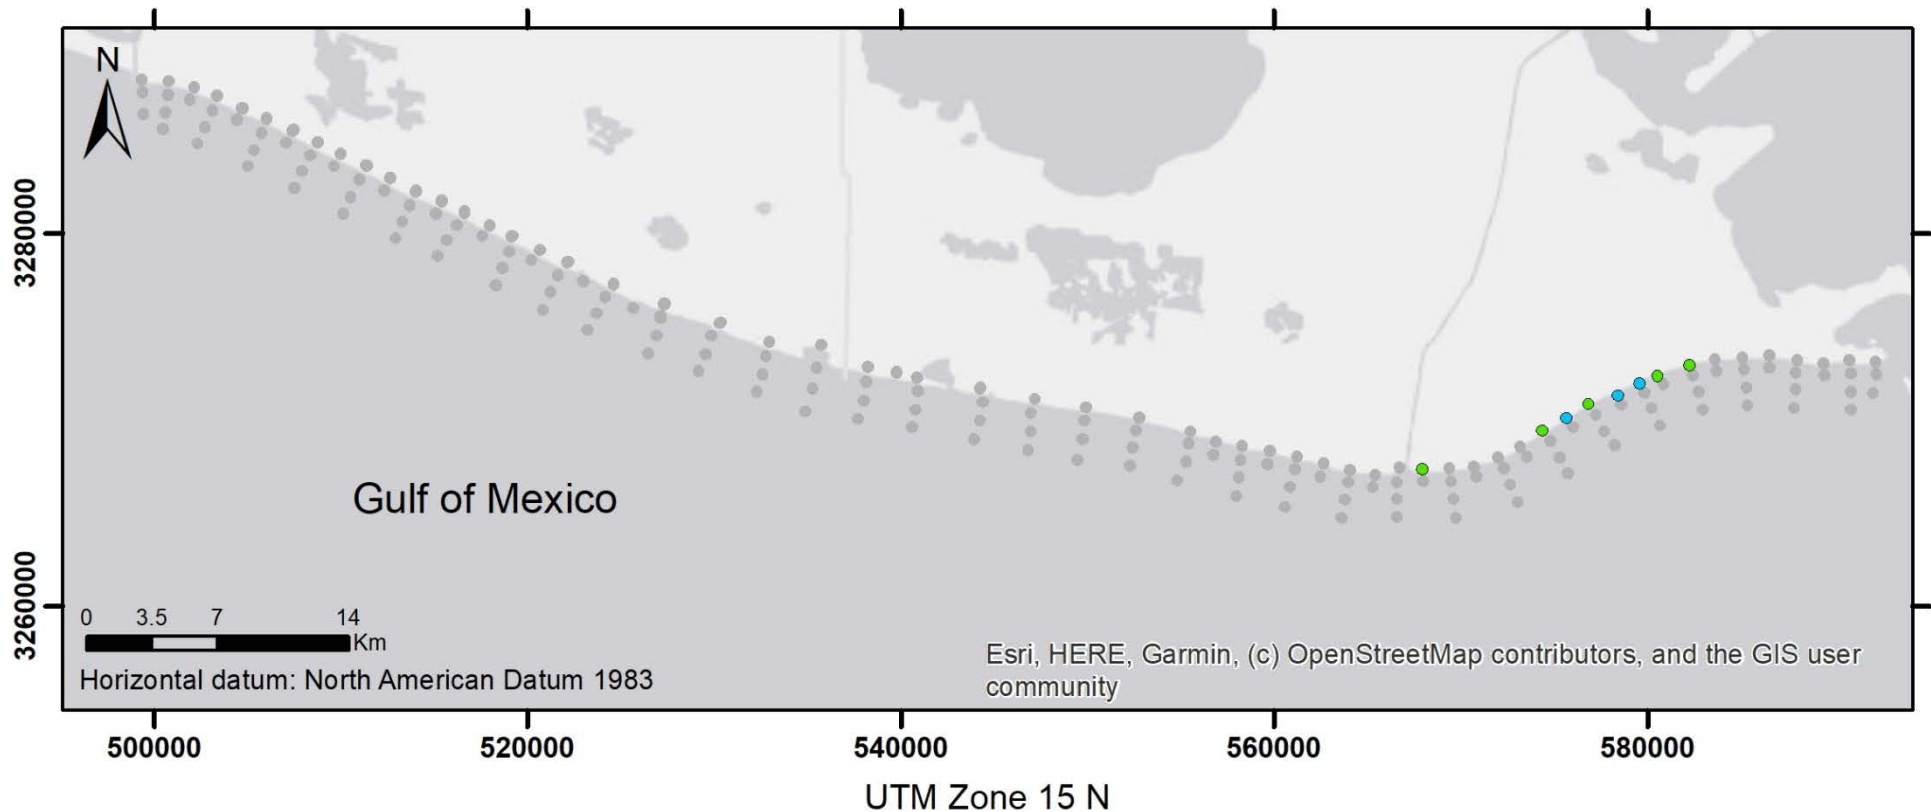 N
3280000
3260000
Gulf of Mexico
0 3.5 7 14
Km
Horizontal datum: North American Datum 1983
Esri, HERE, Garmin, (c) OpenStreetMap contributors, and the GIS user
community
500000 520000 540000 560000 580000
UTM Zone 15 N